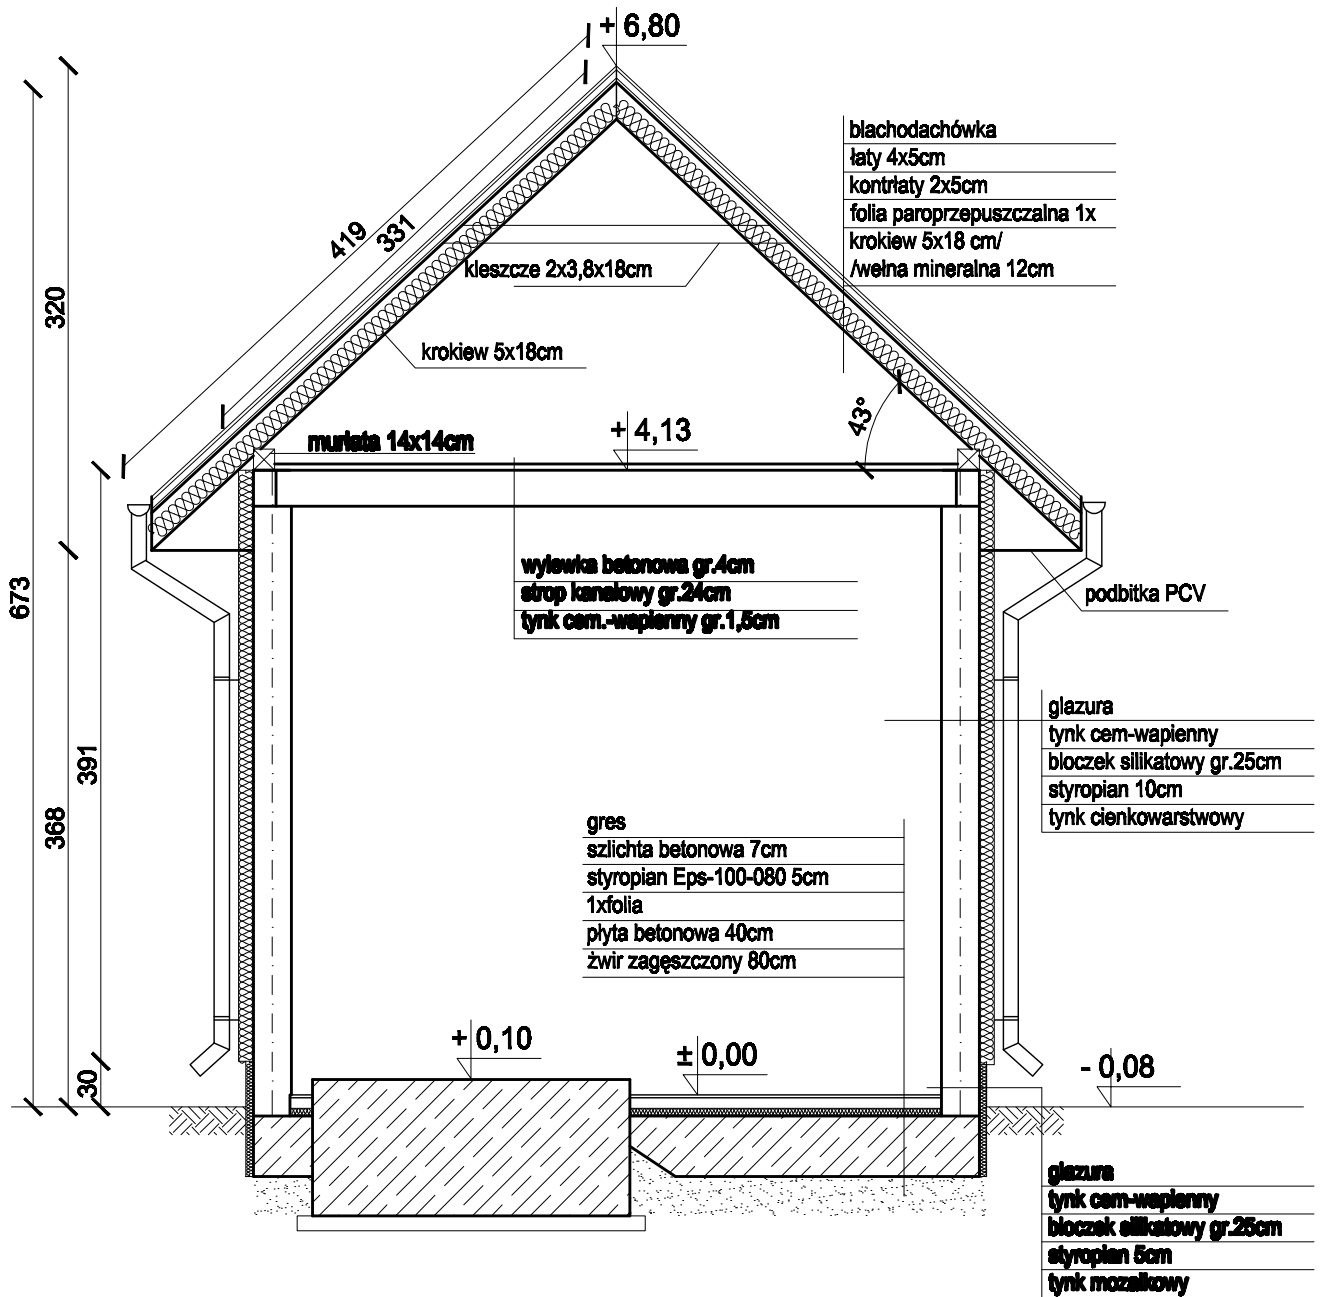 + 6,80
blachodachówka
łaty 4x5cm
kontrłaty 2x5cm
folia paroprzepuszczalna 1x
krokiew 5x18 cm/
/wełna mineralna 12cm
419
331
kleszcze 2x3,8x18cm
320
krokiew 5x18cm
43°
+ 4,13
murłata 14x14cm
wylewka betonowa gr.4cm
strop kanałowy gr.24cm
tynk cem.-wapienny gr.1,5cm
673
podbitka PCV
glazura
tynk cem-wapienny
bloczek silikatowy gr.25cm
styropian 10cm
tynk cienkowarstwowy
391
368
gres
szlichta betonowa 7cm
styropian Eps-100-080 5cm
1xfolia
płyta betonowa 40cm
żwir zagęszczony 80cm
+ 0,10
± 0,00
- 0,08
30
glazura
tynk cem-wapienny
bloczek silikatowy gr.25cm
styropian 5cm
tynk mozaikowy